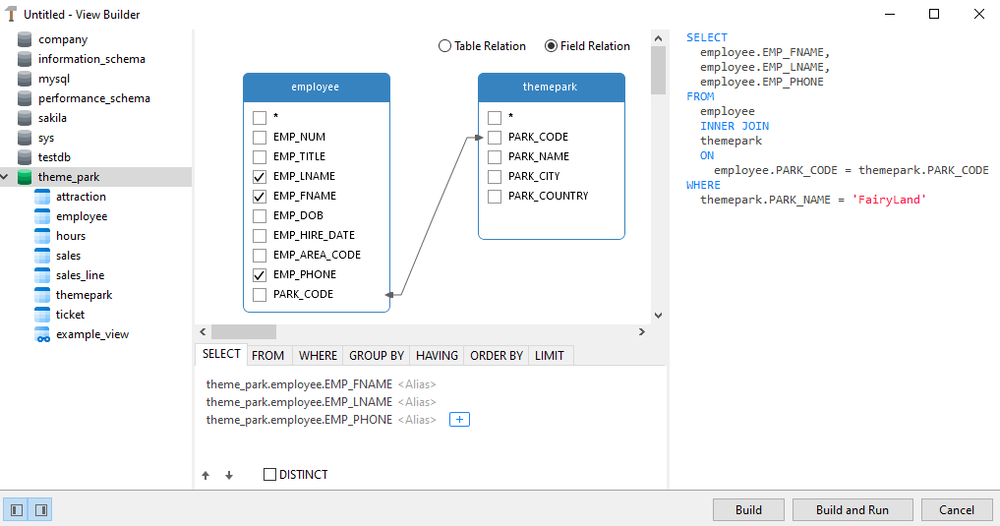 Untitled - View Builder
company
information_schema
mysql
performance_schema
sakila
sys
testdb
theme_park
attraction
employee
hours
sales
sales_line
themepark
ticket
example_view
Table Relation
Field Relation
employee
*
EMP_NUM
EMP_TITLE
EMP_LNAME
EMP_FNAME
EMP_DOB
EMP_HIRE_DATE
EMP_AREA_CODE
EMP_PHONE
PARK_CODE
themepark
*
PARK_CODE
PARK_NAME
PARK_CITY
PARK_COUNTRY
SELECT FROM WHERE GROUP BY HAVING ORDER BY LIMIT
theme_park.employee.EMP_FNAME <Alias>
theme_park.employee.EMP_LNAME <Alias>
theme_park.employee.EMP_PHONE <Alias> +
DISTINCT
SELECT
employee.EMP_FNAME,
employee.EMP_LNAME,
employee.EMP_PHONE
FROM
employee
INNER JOIN
themepark
ON
employee.PARK_CODE = themepark.PARK_CODE
WHERE
themepark.PARK_NAME = 'FairyLand'
Build
Build and Run
Cancel